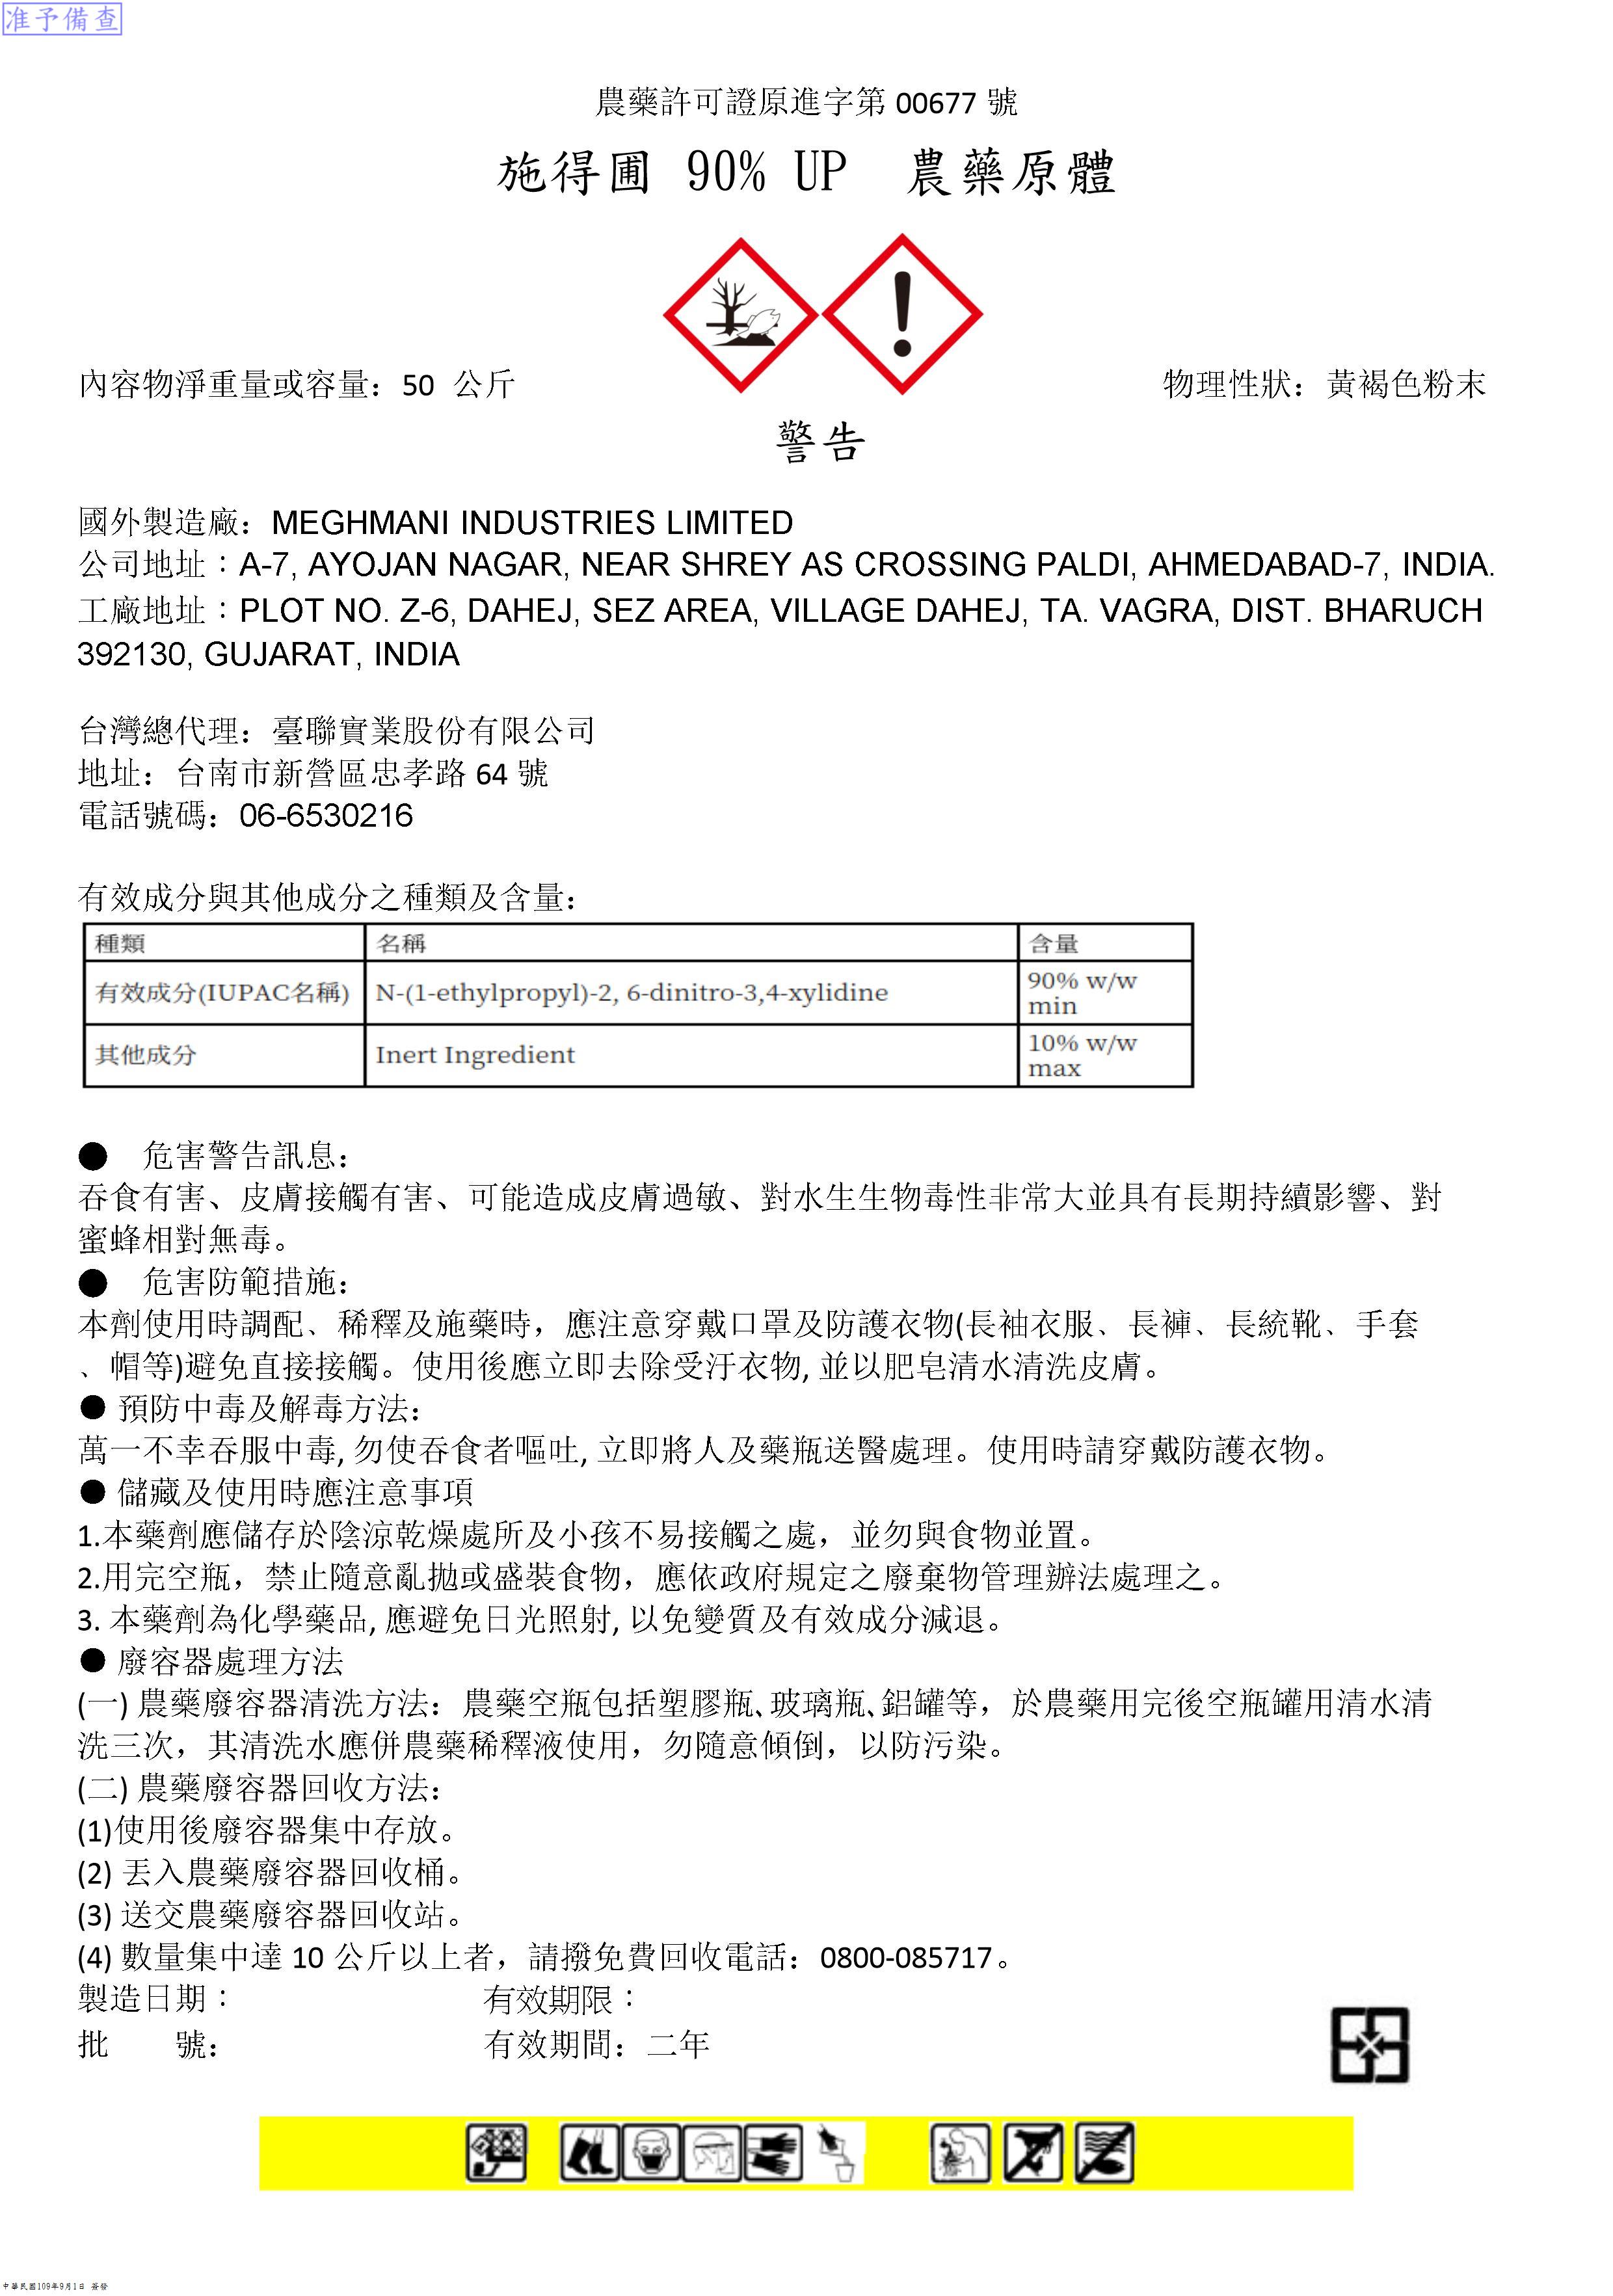 准予備查
農藥許可證原進字第 00677 號
施得圃 90% UP 農藥原體
內容物淨重量或容量：50 公斤
物理性狀：黃褐色粉末
警告
國外製造廠：MEGHMANI INDUSTRIES LIMITED
公司地址：A-7, AYOJAN NAGAR, NEAR SHREY AS CROSSING PALDI, AHMEDABAD-7, INDIA.
工廠地址：PLOT NO. Z-6, DAHEJ, SEZ AREA, VILLAGE DAHEJ, TA. VAGRA, DIST. BHARUCH
392130, GUJARAT, INDIA
台灣總代理：臺聯實業股份有限公司
地址：台南市新營區忠孝路 64 號
電話號碼：06-6530216
有效成分與其他成分之種類及含量：
種類 名稱 含量
有效成分(IUPAC名稱) N-(1-ethylpropyl)-2, 6-dinitro-3,4-xylidine 90% w/w
min
其他成分 Inert Ingredient 10% w/w
max
● 危害警告訊息：
吞食有害、皮膚接觸有害、可能造成皮膚過敏、對水生生物毒性非常大並具有長期持續影響、對
蜜蜂相對無毒。
● 危害防範措施：
本劑使用時調配、稀釋及施藥時，應注意穿戴口罩及防護衣物(長袖衣服、長褲、長統靴、手套
、帽等)避免直接接觸。使用後應立即去除受汙衣物, 並以肥皂清水清洗皮膚。
● 預防中毒及解毒方法：
萬一不幸吞服中毒, 勿使吞食者嘔吐, 立即將人及藥瓶送醫處理。使用時請穿戴防護衣物。
● 儲藏及使用時應注意事項
1.本藥劑應儲存於陰涼乾燥處所及小孩不易接觸之處，並勿與食物並置。
2.用完空瓶，禁止隨意亂拋或盛裝食物，應依政府規定之廢棄物管理辦法處理之。
3. 本藥劑為化學藥品, 應避免日光照射, 以免變質及有效成分減退。
● 廢容器處理方法
(一) 農藥廢容器清洗方法：農藥空瓶包括塑膠瓶、玻璃瓶、鋁罐等，於農藥用完後空瓶罐用清水清
洗三次，其清洗水應併農藥稀釋液使用，勿隨意傾倒，以防污染。
(二) 農藥廢容器回收方法：
(1)使用後廢容器集中存放。
(2) 丟入農藥廢容器回收桶。
(3) 送交農藥廢容器回收站。
(4) 數量集中達 10 公斤以上者，請撥免費回收電話：0800-085717。
製造日期： 有效期限：
批 號： 有效期間：二年
中華民國109年9月1日 簽發